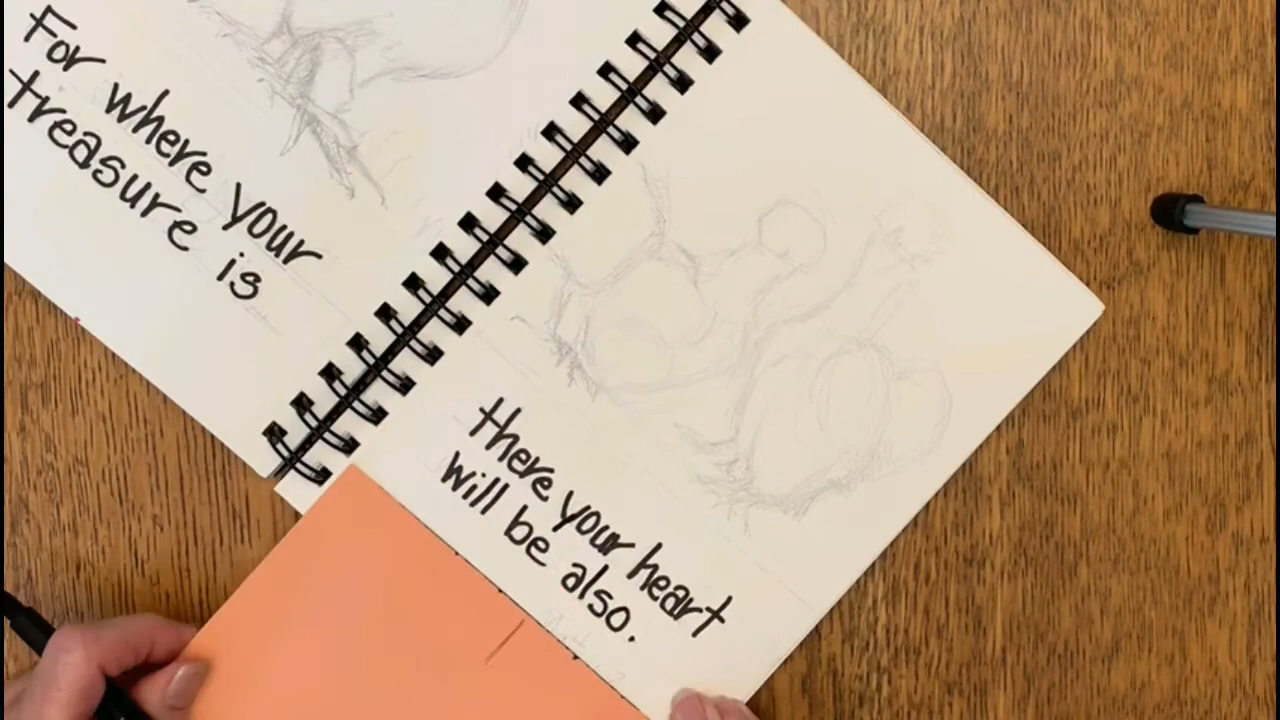 For where your
treasure is
there your heart
will be also.